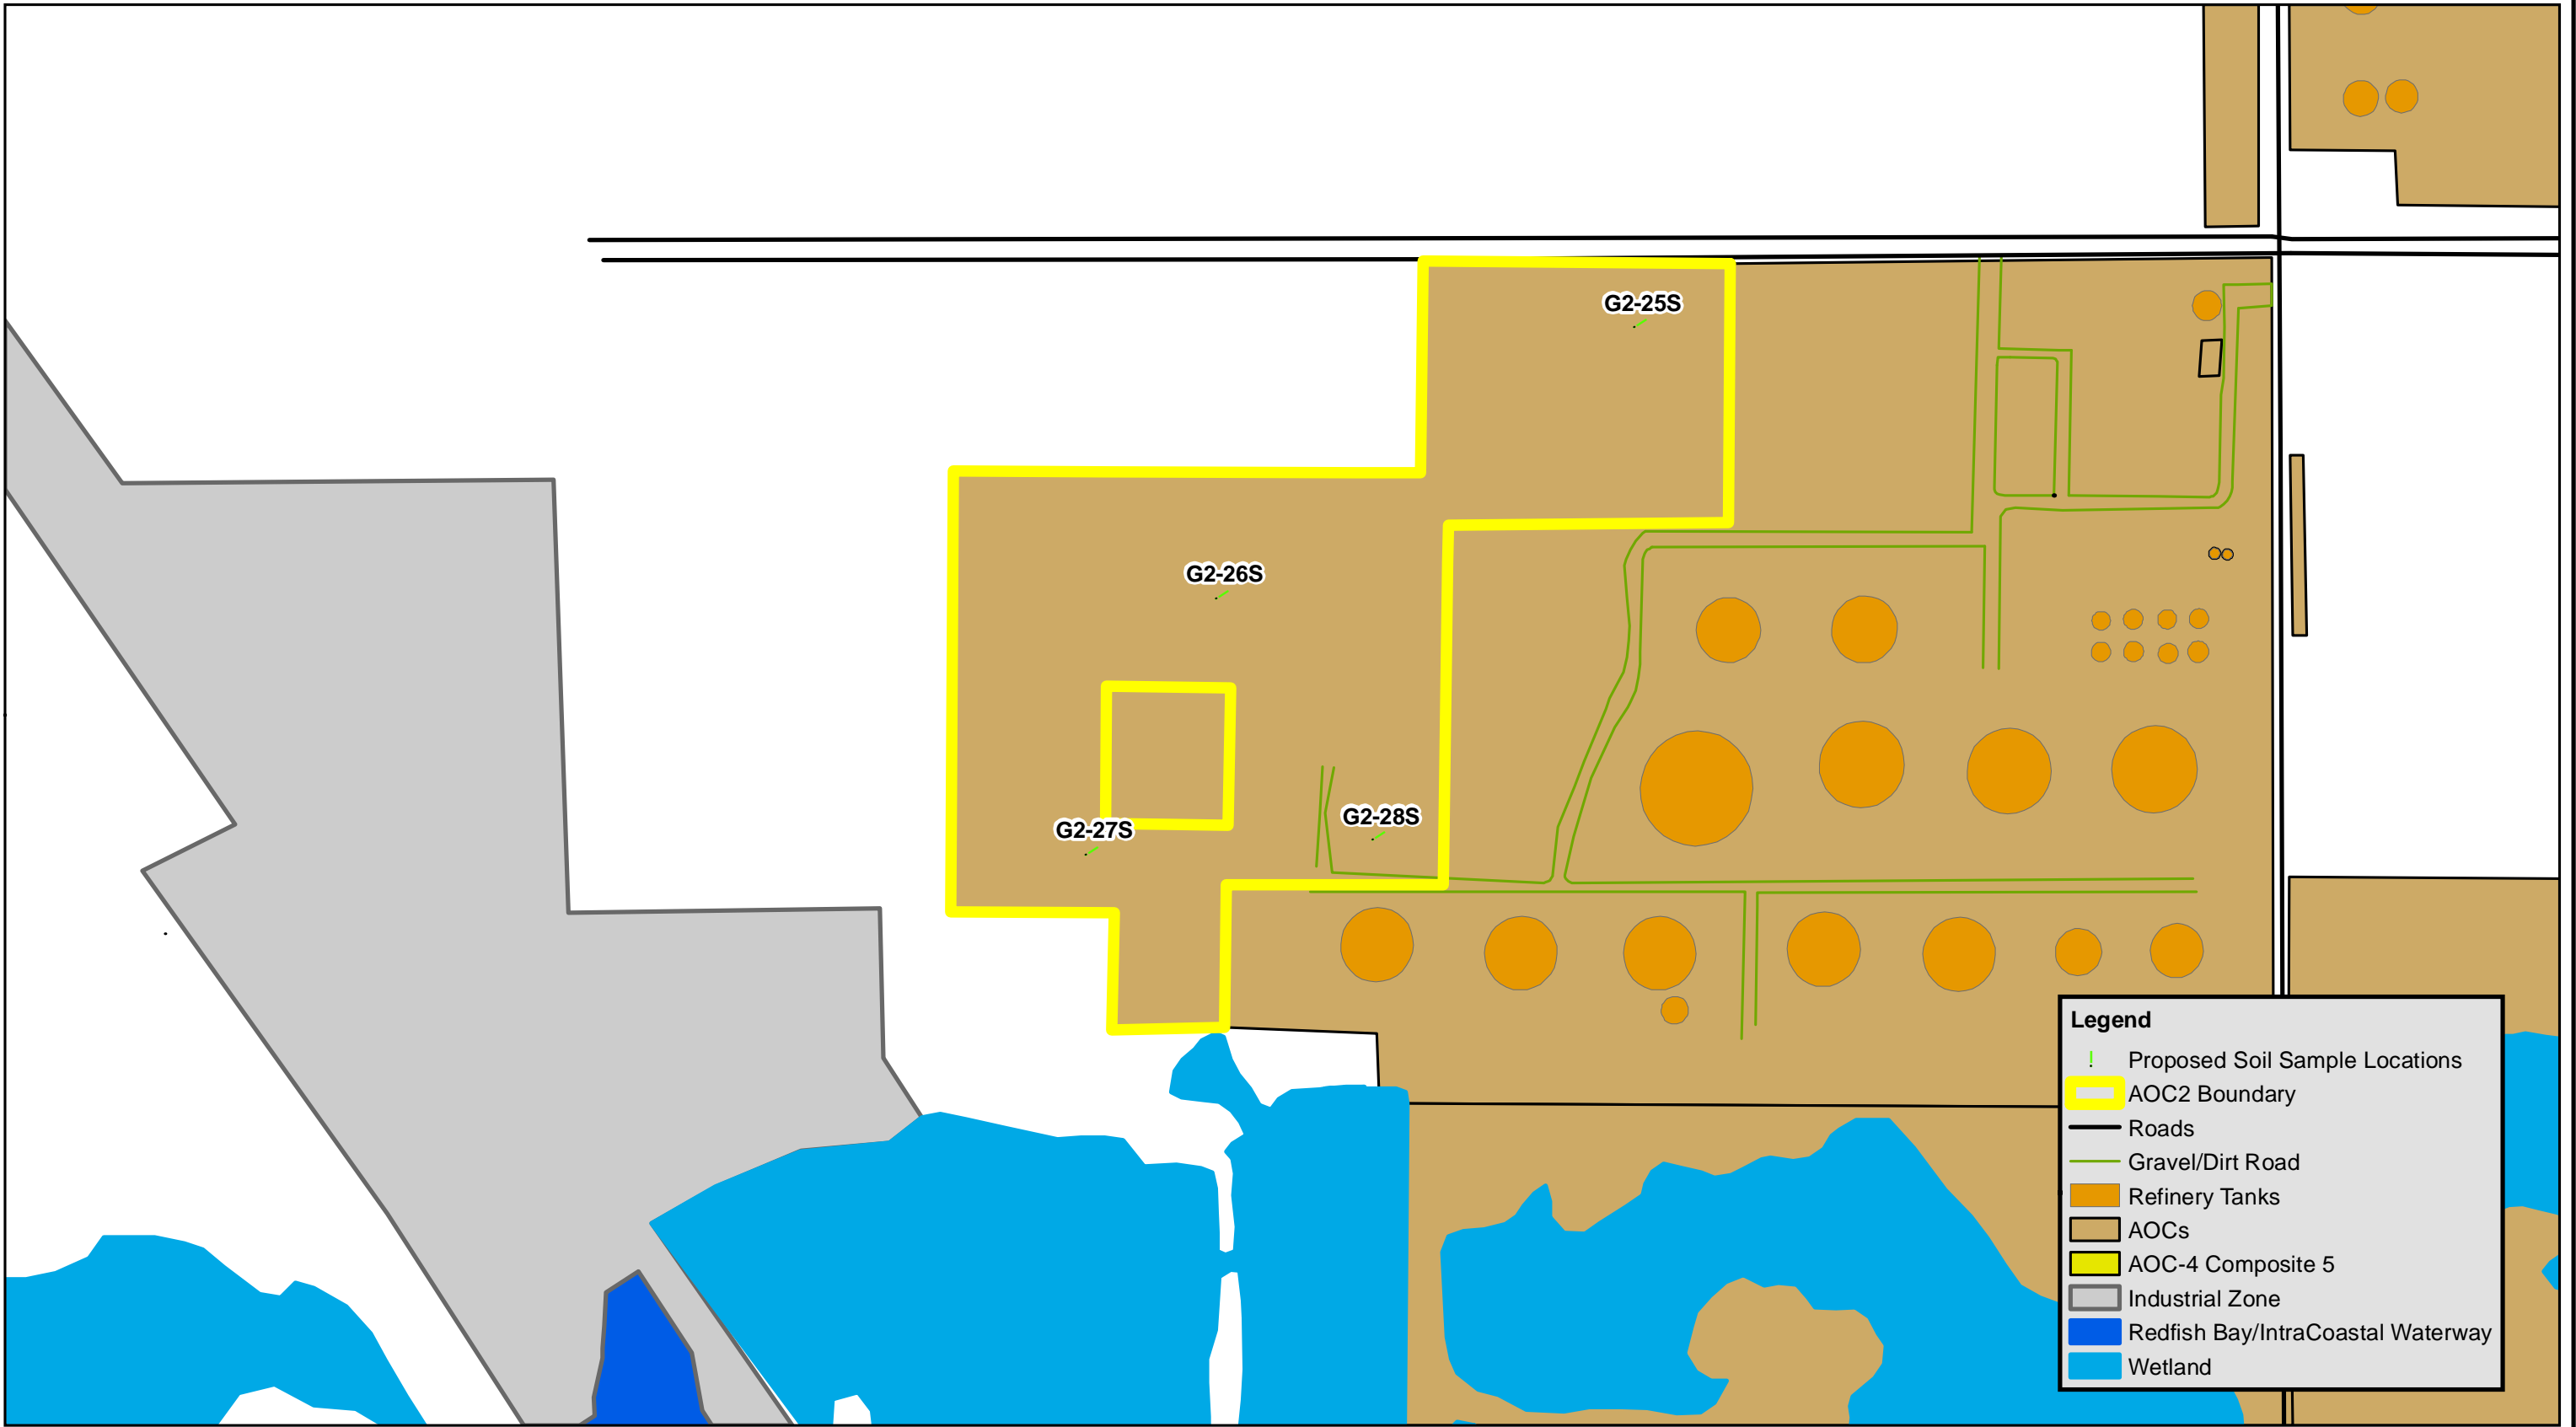 G2-25S
G2-26S
G2-28S
G2-27S
Legend
! Proposed Soil Sample Locations
AOC2 Boundary
Roads
Gravel/Dirt Road
Refinery Tanks
AOCs
AOC-4 Composite 5
Industrial Zone
Redfish Bay/IntraCoastal Waterway
Wetland